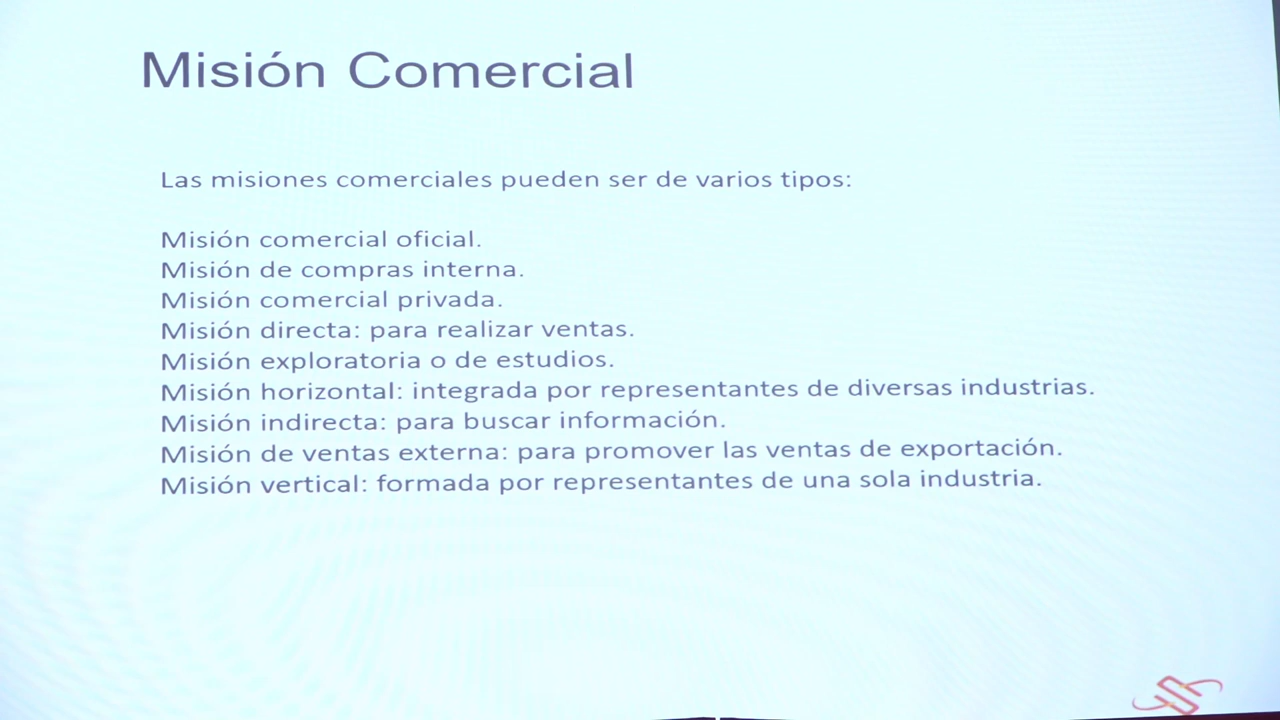 Misión Comercial
Las misiones comerciales pueden ser de varios tipos:
Misión comercial oficial.
Misión de compras interna.
Misión comercial privada.
Misión directa: para realizar ventas.
Misión exploratoria o de estudios.
Misión horizontal: integrada por representantes de diversas industrias.
Misión indirecta: para buscar información.
Misión de ventas externa: para promover las ventas de exportación.
Misión vertical: formada por representantes de una sola industria.